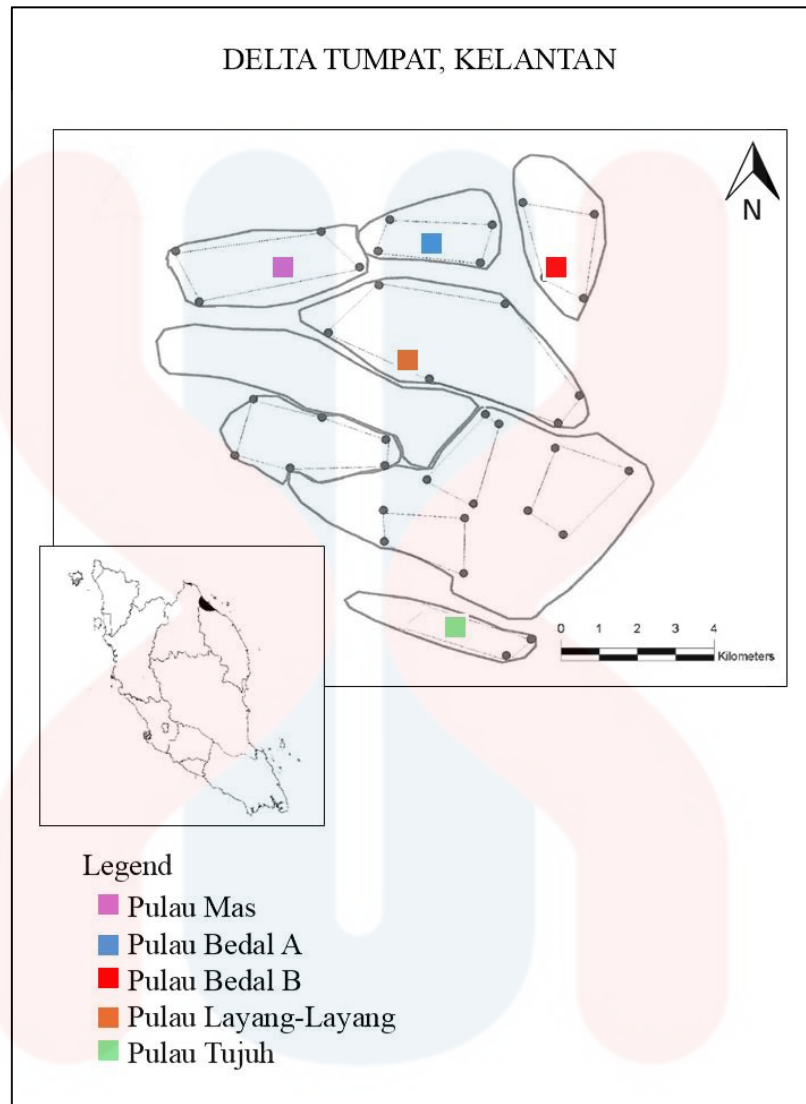 DELTA TUMPAT, KELANTAN
N
0 1 2 3 4
Kilometers
Legend
Pulau Mas
Pulau Bedal A
Pulau Bedal B
Pulau Layang-Layang
Pulau Tujuh